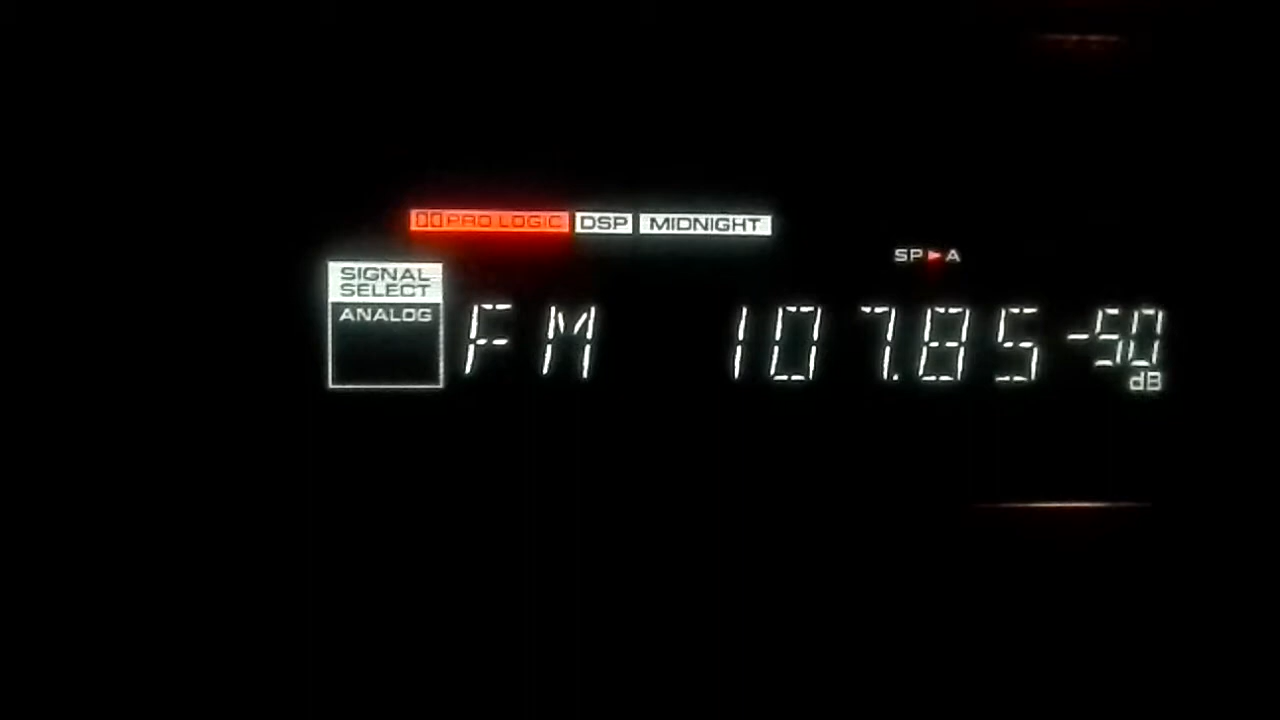 PRO LOGIC DSP MIDNIGHT
SP►A
SIGNAL
SELECT
ANALOG
FM 107.85 -50
dB